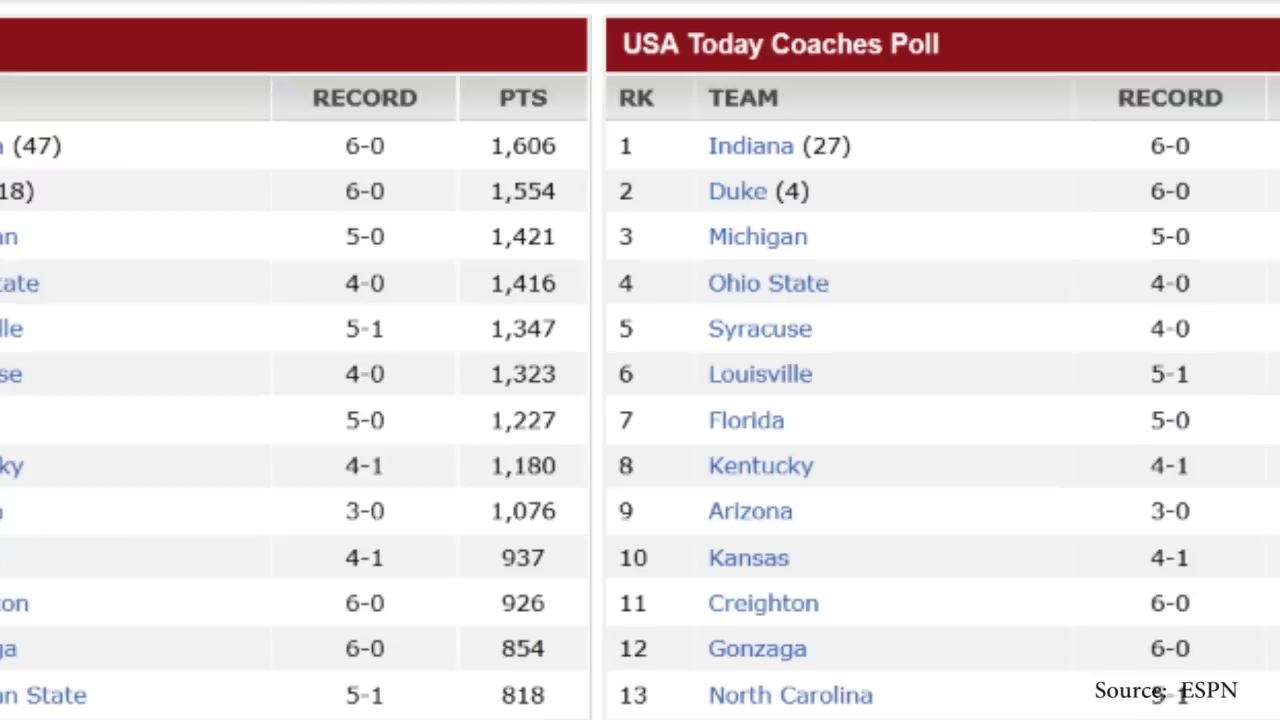 USA Today Coaches Poll
RECORD PTS RK TEAM RECORD
(47) 6-0 1,606 1 Indiana (27) 6-0
18) 6-0 1,554 2 Duke (4) 6-0
an 5-0 1,421 3 Michigan 5-0
tate 4-0 1,416 4 Ohio State 4-0
lle 5-1 1,347 5 Syracuse 4-0
se 4-0 1,323 6 Louisville 5-1
5-0 1,227 7 Florida 5-0
ky 4-1 1,180 8 Kentucky 4-1
3-0 1,076 9 Arizona 3-0
4-1 937 10 Kansas 4-1
ton 6-0 926 11 Creighton 6-0
ga 6-0 854 12 Gonzaga 6-0
an State 5-1 818 13 North Carolina 5-1
Source: ESPN